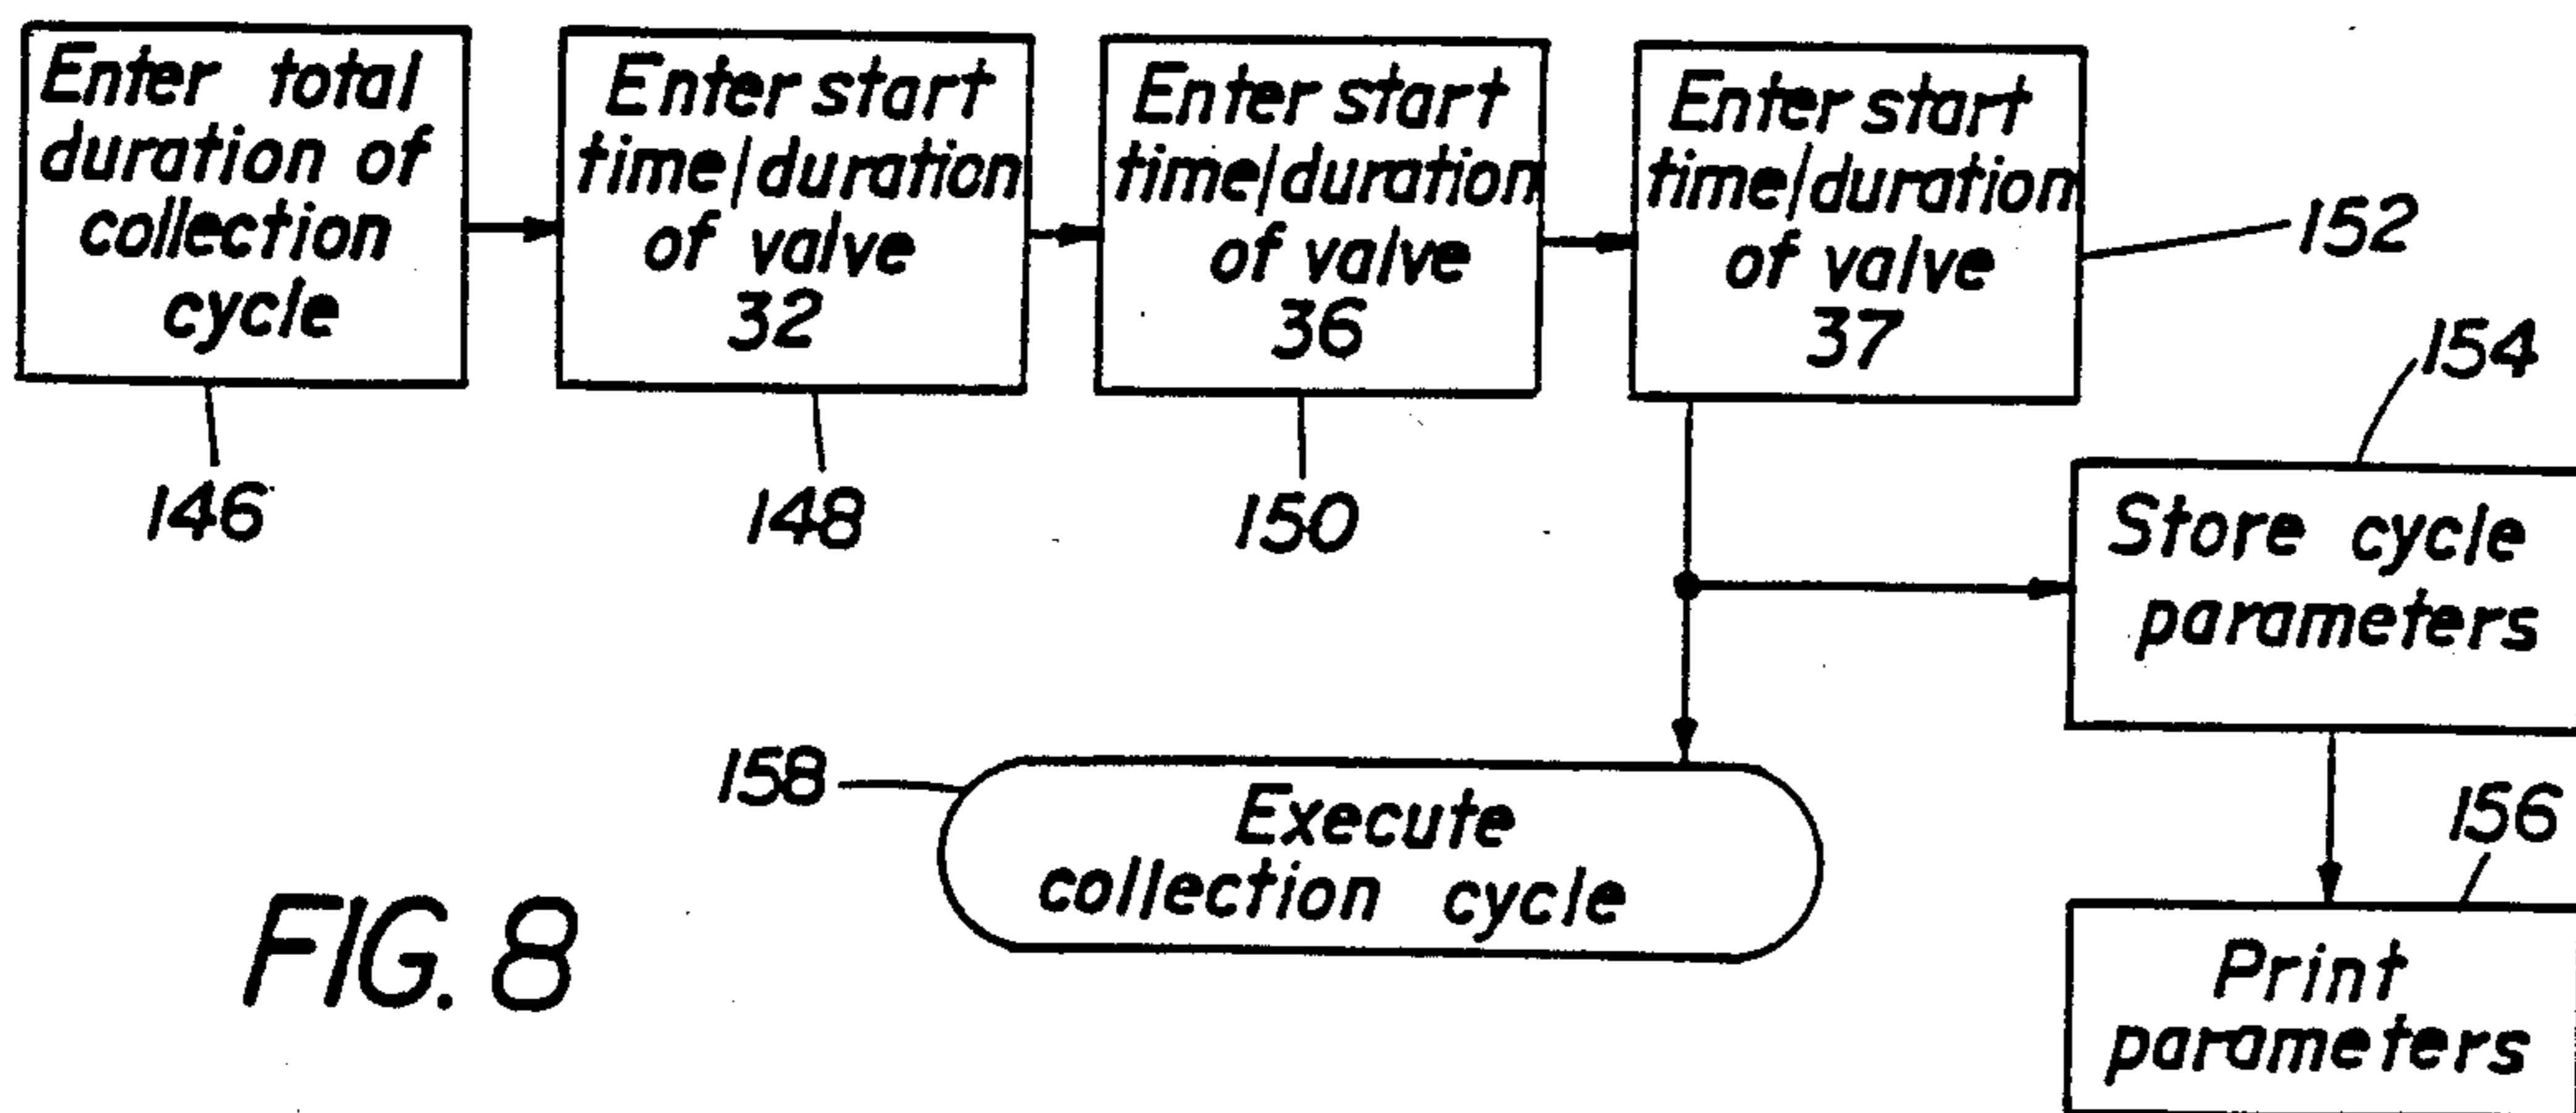 Enter total
duration of
collection
cycle
146
Enter start
time/duration
of valve
32
148
Enter start
time/duration
of valve
36
150
Enter start
time/duration
of valve
37
152
154
Store cycle
parameters
156
Print
parameters
158
Execute
collection cycle
FIG. 8